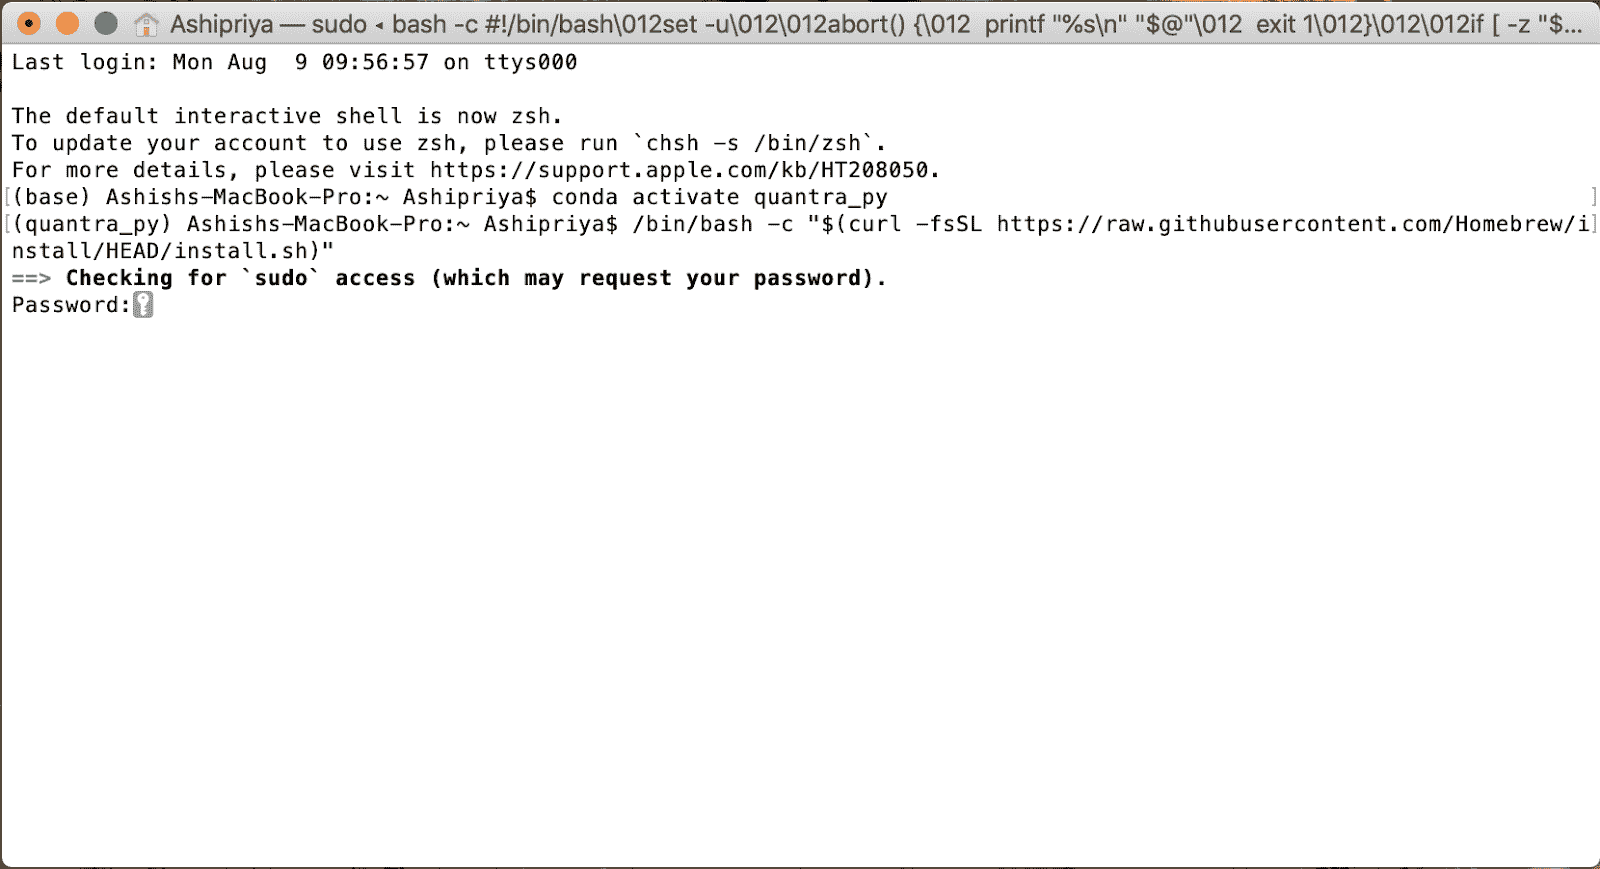 Ashipriya — sudo ◂ bash -c #!/bin/bash\012set -u\012\012abort() {\012  printf "%s\n" "$@"\012  exit 1\012}\012\012if [ -z "$...
Last login: Mon Aug  9 09:56:57 on ttys000
The default interactive shell is now zsh.
To update your account to use zsh, please run `chsh -s /bin/zsh`.
For more details, please visit https://support.apple.com/kb/HT208050.
[(base) Ashishs-MacBook-Pro:~ Ashipriya$ conda activate quantra_py ]
[(quantra_py) Ashishs-MacBook-Pro:~ Ashipriya$ /bin/bash -c "$(curl -fsSL https://raw.githubusercontent.com/Homebrew/i]
nstall/HEAD/install.sh)"
==> Checking for `sudo` access (which may request your password).
Password: